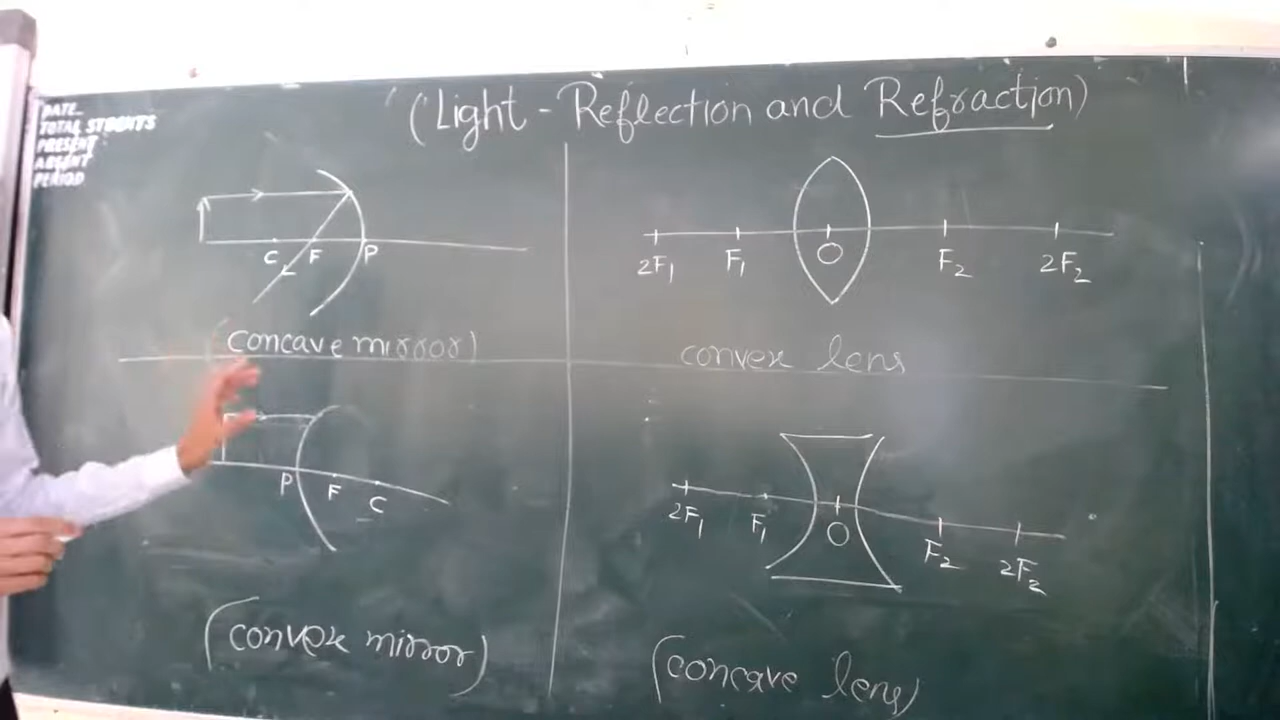 DATE
TOTAL STUDENTS
PRESENT
ABSENT
PERIOD
(Light - Reflection and Refraction)
C F P
(concave mirror)
2F₁ F₁ O F₂ 2F₂
convex lens
P F C
(convex mirror)
2F₁ F₁ O F₂ 2F₂
(concave lens)